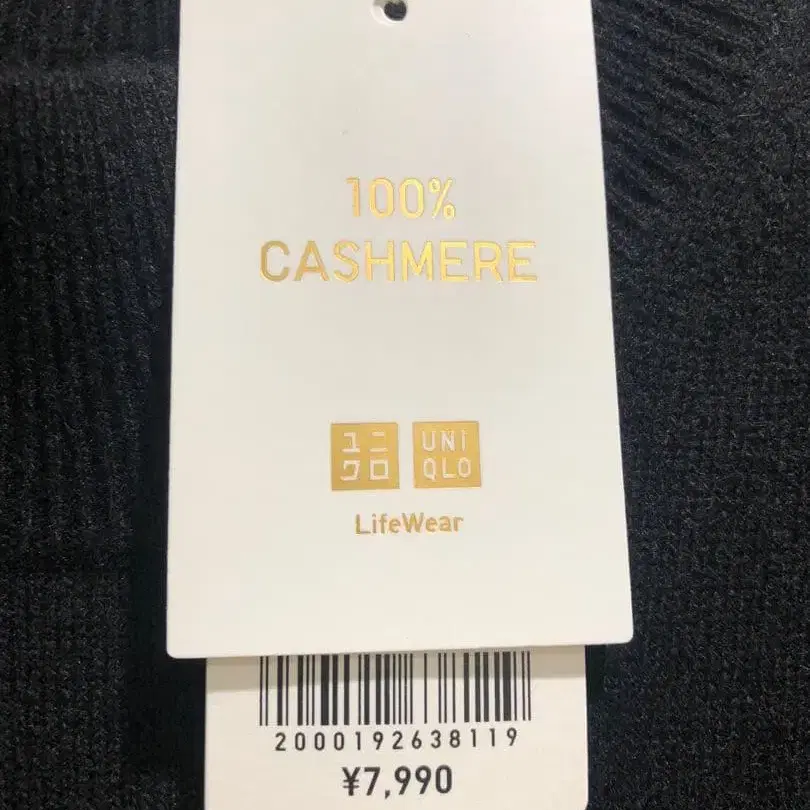 100%
CASHMERE
ユニ UNI
クロ QLO
LifeWear
2000192638119
¥7,990